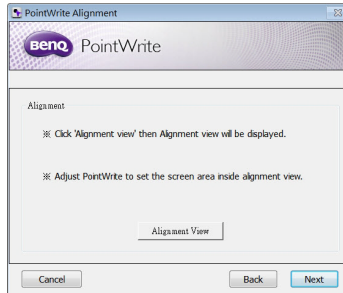 PointWrite Alignment
BenQ PointWrite
Alignment
※ Click 'Alignment view' then Alignment view will be displayed.
※ Adjust PointWrite to set the screen area inside alignment view.
Alignment View
Cancel Back Next